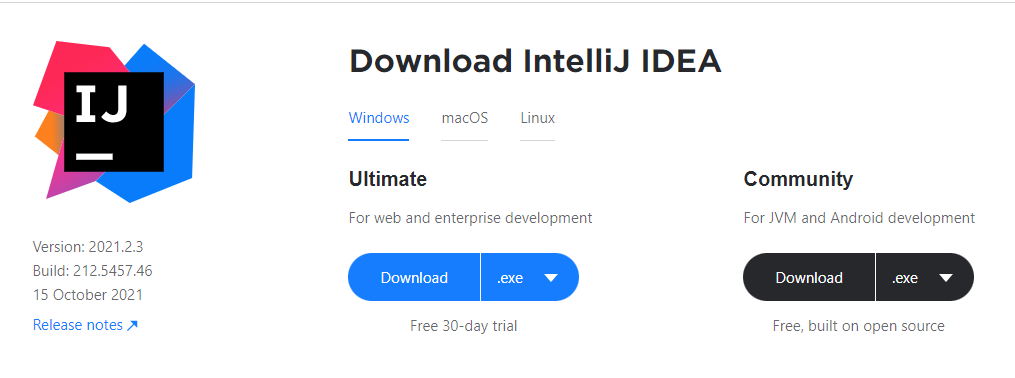 IJ
Download IntelliJ IDEA
Windows macOS Linux
Ultimate
For web and enterprise development
Download .exe
Free 30-day trial
Community
For JVM and Android development
Download .exe
Free, built on open source
Version: 2021.2.3
Build: 212.5457.46
15 October 2021
Release notes